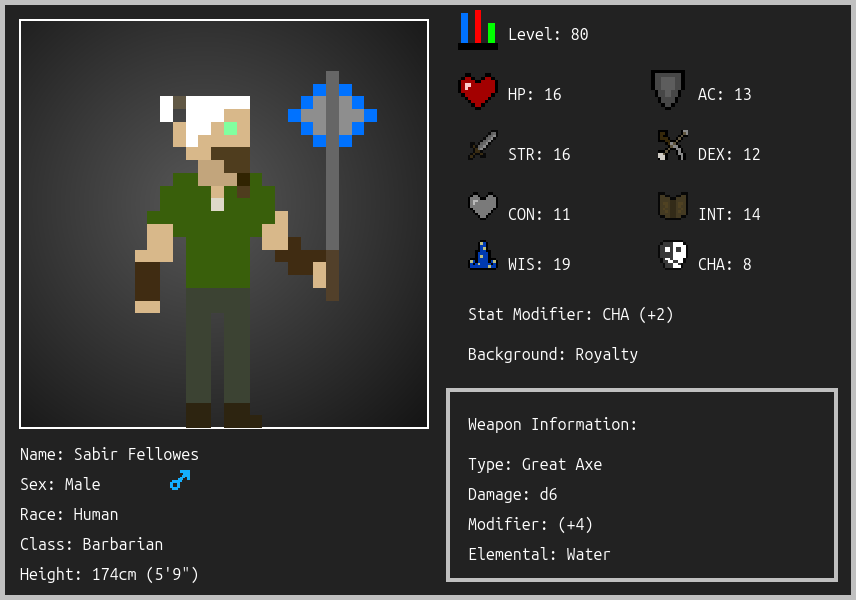 Level: 80
HP: 16
AC: 13
STR: 16
DEX: 12
CON: 11
INT: 14
WIS: 19
CHA: 8
Stat Modifier: CHA (+2)
Background: Royalty
Weapon Information:
Type: Great Axe
Damage: d6
Modifier: (+4)
Elemental: Water
Name: Sabir Fellowes
Sex: Male
Race: Human
Class: Barbarian
Height: 174cm (5'9")